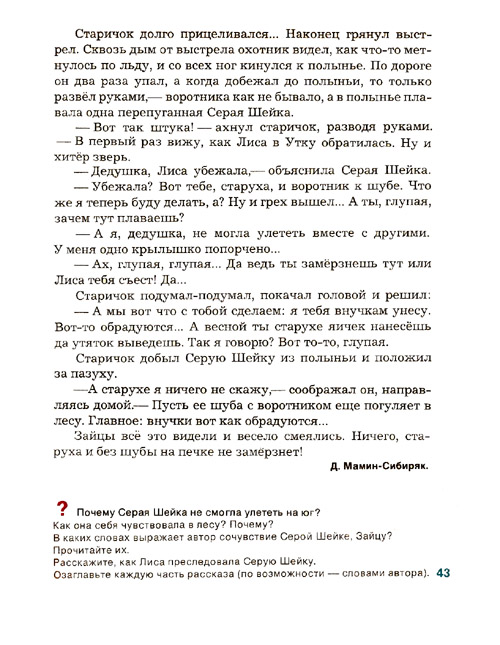 Старичок долго прицеливался... Наконец грянул выст-
рел. Сквозь дым от выстрела охотник видел, как что-то мет-
нулось по льду, и со всех ног кинулся к полынье. По дороге
он два раза упал, а когда добежал до полыньи, то только
развёл руками,— воротника как не бывало, а в полынье пла-
вала одна перепуганная Серая Шейка.
— Вот так штука! — ахнул старичок, разводя руками.
— В первый раз вижу, как Лиса в Утку обратилась. Ну и
хитёр зверь.
— Дедушка, Лиса убежала,— объяснила Серая Шейка.
— Убежала? Вот тебе, старуха, и воротник к шубе. Что
же я теперь буду делать, а? Ну и грех вышел... А ты, глупая,
зачем тут плаваешь?
— А я, дедушка, не могла улететь вместе с другими.
У меня одно крылышко попорчено...
— Ах, глупая, глупая... Да ведь ты замёрзнешь тут или
Лиса тебя съест! Да...
Старичок подумал-подумал, покачал головой и решил:
— А мы вот что с тобой сделаем: я тебя внучкам унесу.
Вот-то обрадуются... А весной ты старухе яичек нанесёшь
да утяток выведешь. Так я говорю? Вот то-то, глупая.
Старичок добыл Серую Шейку из полыньи и положил
за пазуху.
—А старухе я ничего не скажу,— соображал он, направ-
ляясь домой.— Пусть ее шуба с воротником еще погуляет в
лесу. Главное: внучки вот как обрадуются...
Зайцы всё это видели и весело смеялись. Ничего, ста-
руха и без шубы на печке не замёрзнет!
Д. Мамин-Сибиряк.
? Почему Серая Шейка не смогла улететь на юг?
Как она себя чувствовала в лесу? Почему?
В каких словах выражает автор сочувствие Серой Шейке, Зайцу?
Прочитайте их.
Расскажите, как Лиса преследовала Серую Шейку.
Озаглавьте каждую часть рассказа (по возможности — словами автора). 43